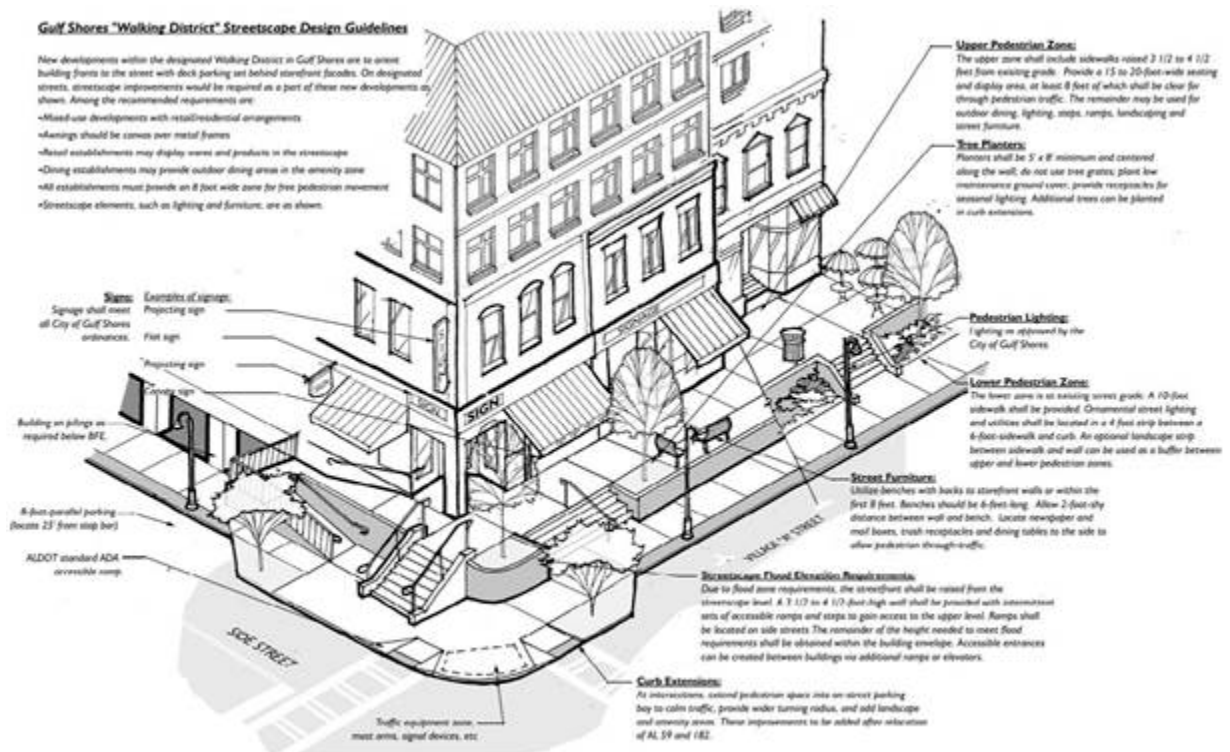 Gulf Shores "Walking District" Streetscape Design Guidelines
New developments within the designated Walking District in Gulf Shores are to orient
building fronts to the street with deck parking set behind storefront facades. On designated
streets, streetscape improvements would be required as a part of these new developments as
shown. Among the recommended requirements are:
•Mixed-use developments with retail/residential arrangements
•Awnings should be canvas over metal frames
•Retail establishments may display wares and products in the streetscape
•Dining establishments may provide outdoor dining areas in the amenity zone
•All establishments must provide an 8 foot wide zone for free pedestrian movement
•Streetscape elements, such as lighting and furniture, are as shown.
Upper Pedestrian Zone:
The upper zone shall include sidewalks raised 3 1/2 to 4 1/2
feet from existing grade. Provide a 15 to 20-foot-wide seating
and display area, at least 8 feet of which shall be clear for
through pedestrian traffic. The remainder may be used for
outdoor dining, lighting, steps, ramps, landscaping and
street furniture.
Tree Planters:
Planters shall be 5' x 8' minimum and centered
along the wall; do not use tree grates; plant low
maintenance ground cover, provide receptacles for
seasonal lighting. Additional trees can be planted
in curb extensions.
Signs:
Signage shall meet
all City of Gulf Shores
ordinances.
Examples of signage:
Projecting sign
Flat sign
Projecting sign
Canopy sign
SIGNAGE
SIGN
SIGN
Pedestrian Lighting:
Lighting as approved by the
City of Gulf Shores
Lower Pedestrian Zone:
The lower zone is at existing street grade. A 10-foot
sidewalk shall be provided. Ornamental street lighting
and utilities shall be located in a 4 foot strip between a
6-foot-sidewalk and curb. An optional landscape strip
between sidewalk and wall can be used as a buffer between
upper and lower pedestrian zones.
Building on pilings as
required below BFE.
8-foot-parallel parking
(locate 25' from stop bar)
ALDOT standard ADA
accessible ramp.
Street Furniture:
Utilize benches with backs to storefront walls or within the
first 8 feet. Benches should be 6-feet-long. Allow 2-foot-shy
distance between wall and bench. Locate newspaper and
mail boxes, trash receptacles and dining tables to the side to
allow pedestrian through-traffic.
VILLAGE STREET
SIDE STREET
Streetscape Flood Elevation Requirements:
Due to flood zone requirements, the streetfront shall be raised from the
streetscape level. A 3 1/2 to 4 1/2-foot-high wall shall be provided with intermittent
sets of accessible ramps and steps to gain access to the upper level. Ramps shall
be located on side streets. The remainder of the height needed to meet flood
requirements shall be obtained within the building envelope. Accessible entrances
can be created between buildings via additional ramps or elevators.
Curb Extensions:
At intersections, extend pedestrian space into on-street parking
bay to calm traffic, provide wider turning radius, and add landscape
and amenity areas. These improvements to be added after relocation
of AL 59 and 182.
Traffic equipment zone
mast arms, signal devices, etc